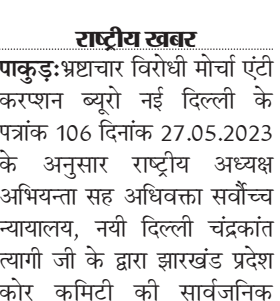 राष्ट्रीय खबर
पाकुड़:भ्रष्टाचार विरोधी मोर्चा एंटी
करप्शन ब्यूरो नई दिल्ली के
पत्रांक 106 दिनांक 27.05.2023
के अनुसार राष्ट्रीय अध्यक्ष
अभियन्ता सह अधिवक्ता सर्वोच्च
न्यायालय, नयी दिल्ली चंद्रकांत
त्यागी जी के द्वारा झारखंड प्रदेश
कोर कमिटी की सार्वजनिक